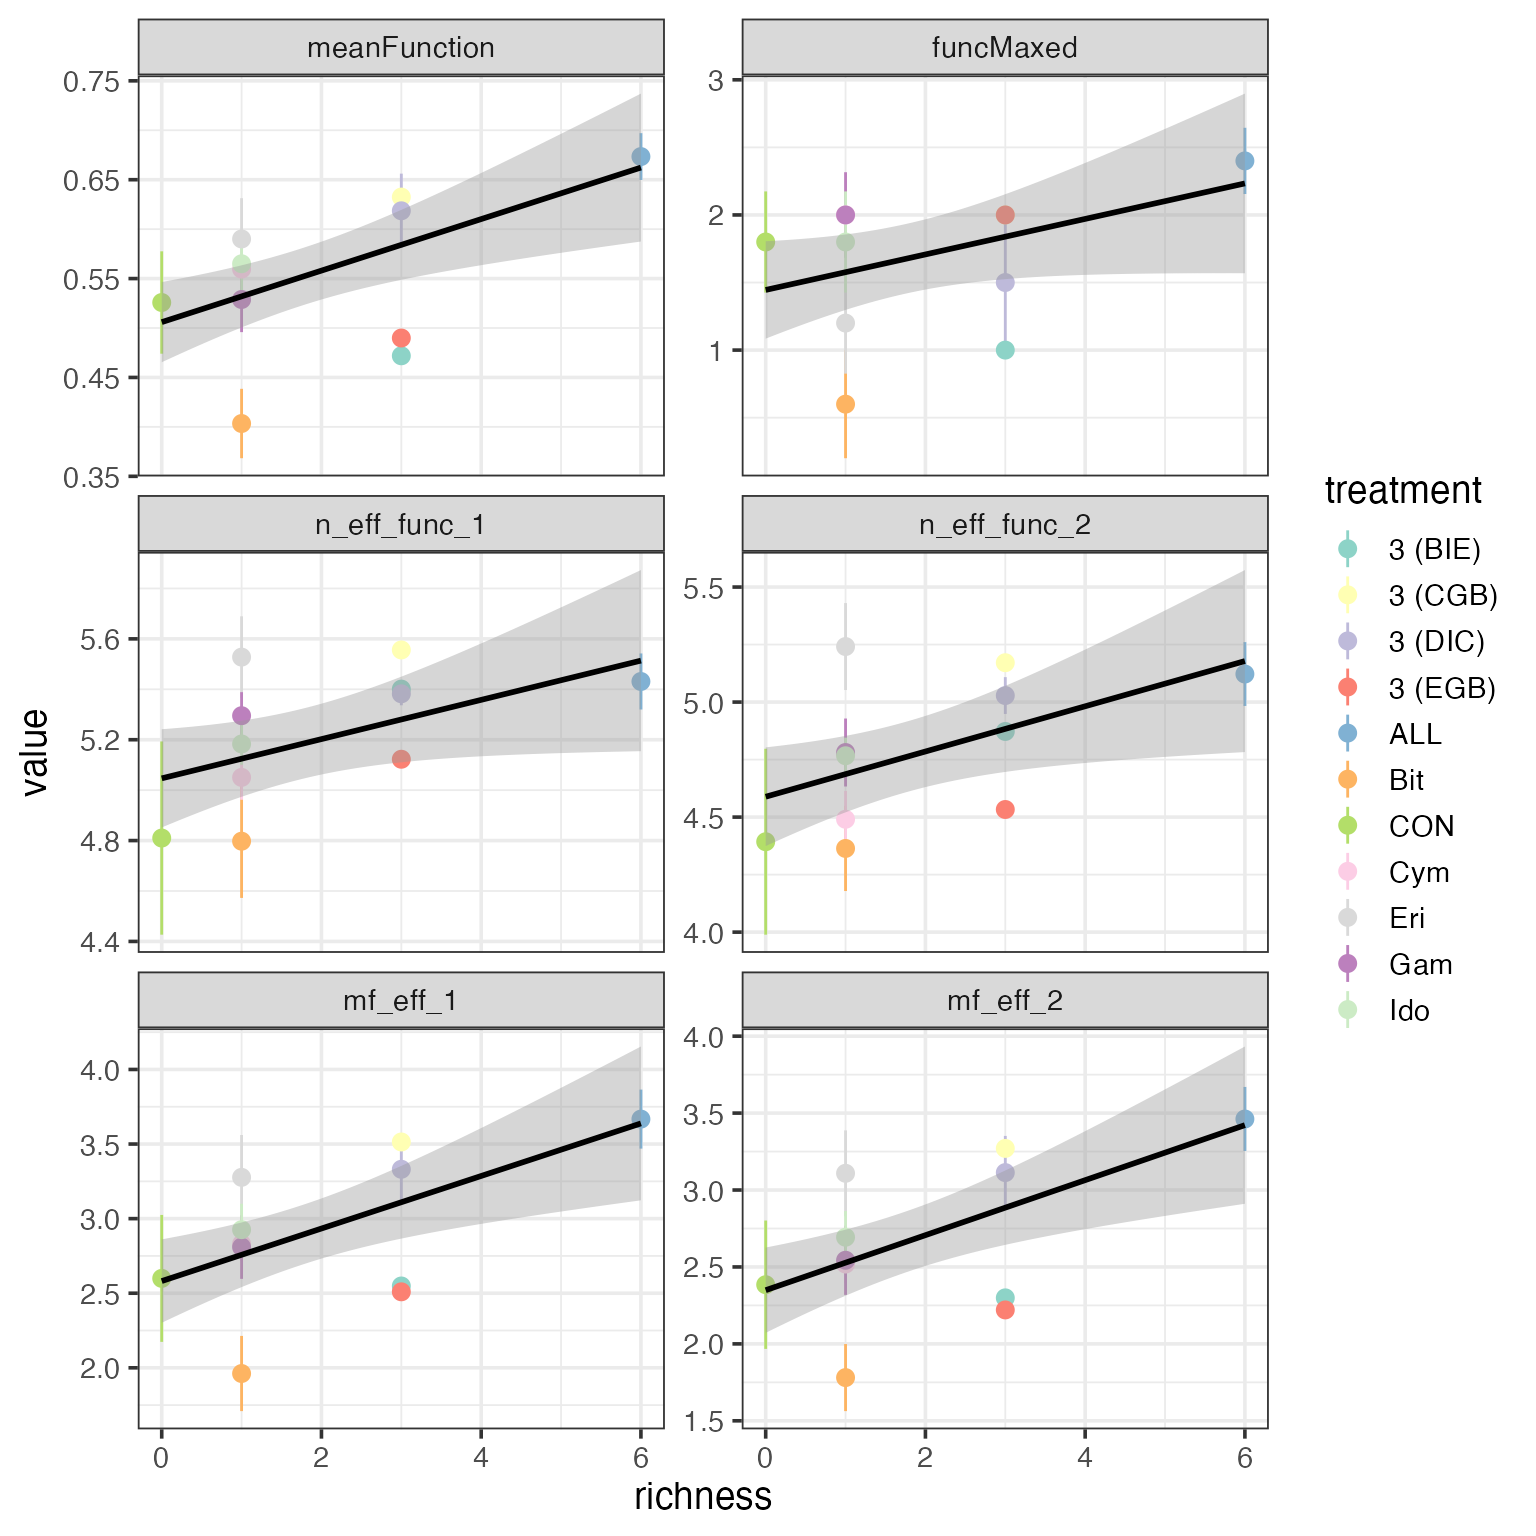 meanFunction
funcMaxed
0.75
0.65
0.55
0.45
0.35
3
2
1
n_eff_func_1
n_eff_func_2
5.6
5.2
4.8
4.4
5.5
5.0
4.5
4.0
mf_eff_1
mf_eff_2
4.0
3.5
3.0
2.5
2.0
4.0
3.5
3.0
2.5
2.0
1.5
0 2 4 6
0 2 4 6
richness
value
treatment
3 (BIE)
3 (CGB)
3 (DIC)
3 (EGB)
ALL
Bit
CON
Cym
Eri
Gam
Ido